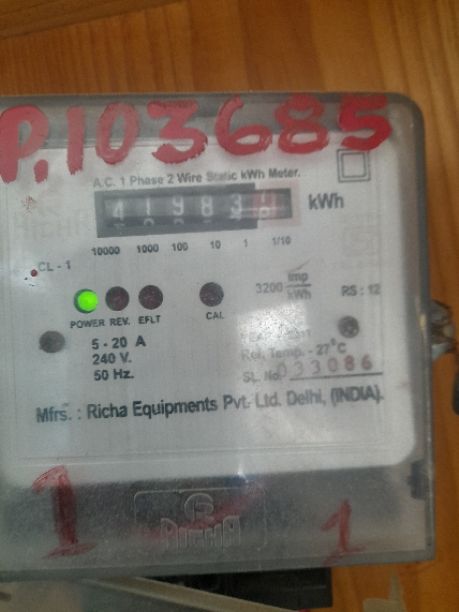 P.103685
A.C. 1 Phase 2 Wire Static kWh Meter.
41983 kWh
10000 1000 100 10 1 1/10
CL - 1
3200 imp/kWh RS : 12
POWER REV. EFLT CAL
5 - 20 A
240 V.
50 Hz.
Ref. Temp. - 27°C
SL. No. 033086
Mfrs. : Richa Equipments Pvt. Ltd. Delhi, (INDIA).
1 1
RICHA